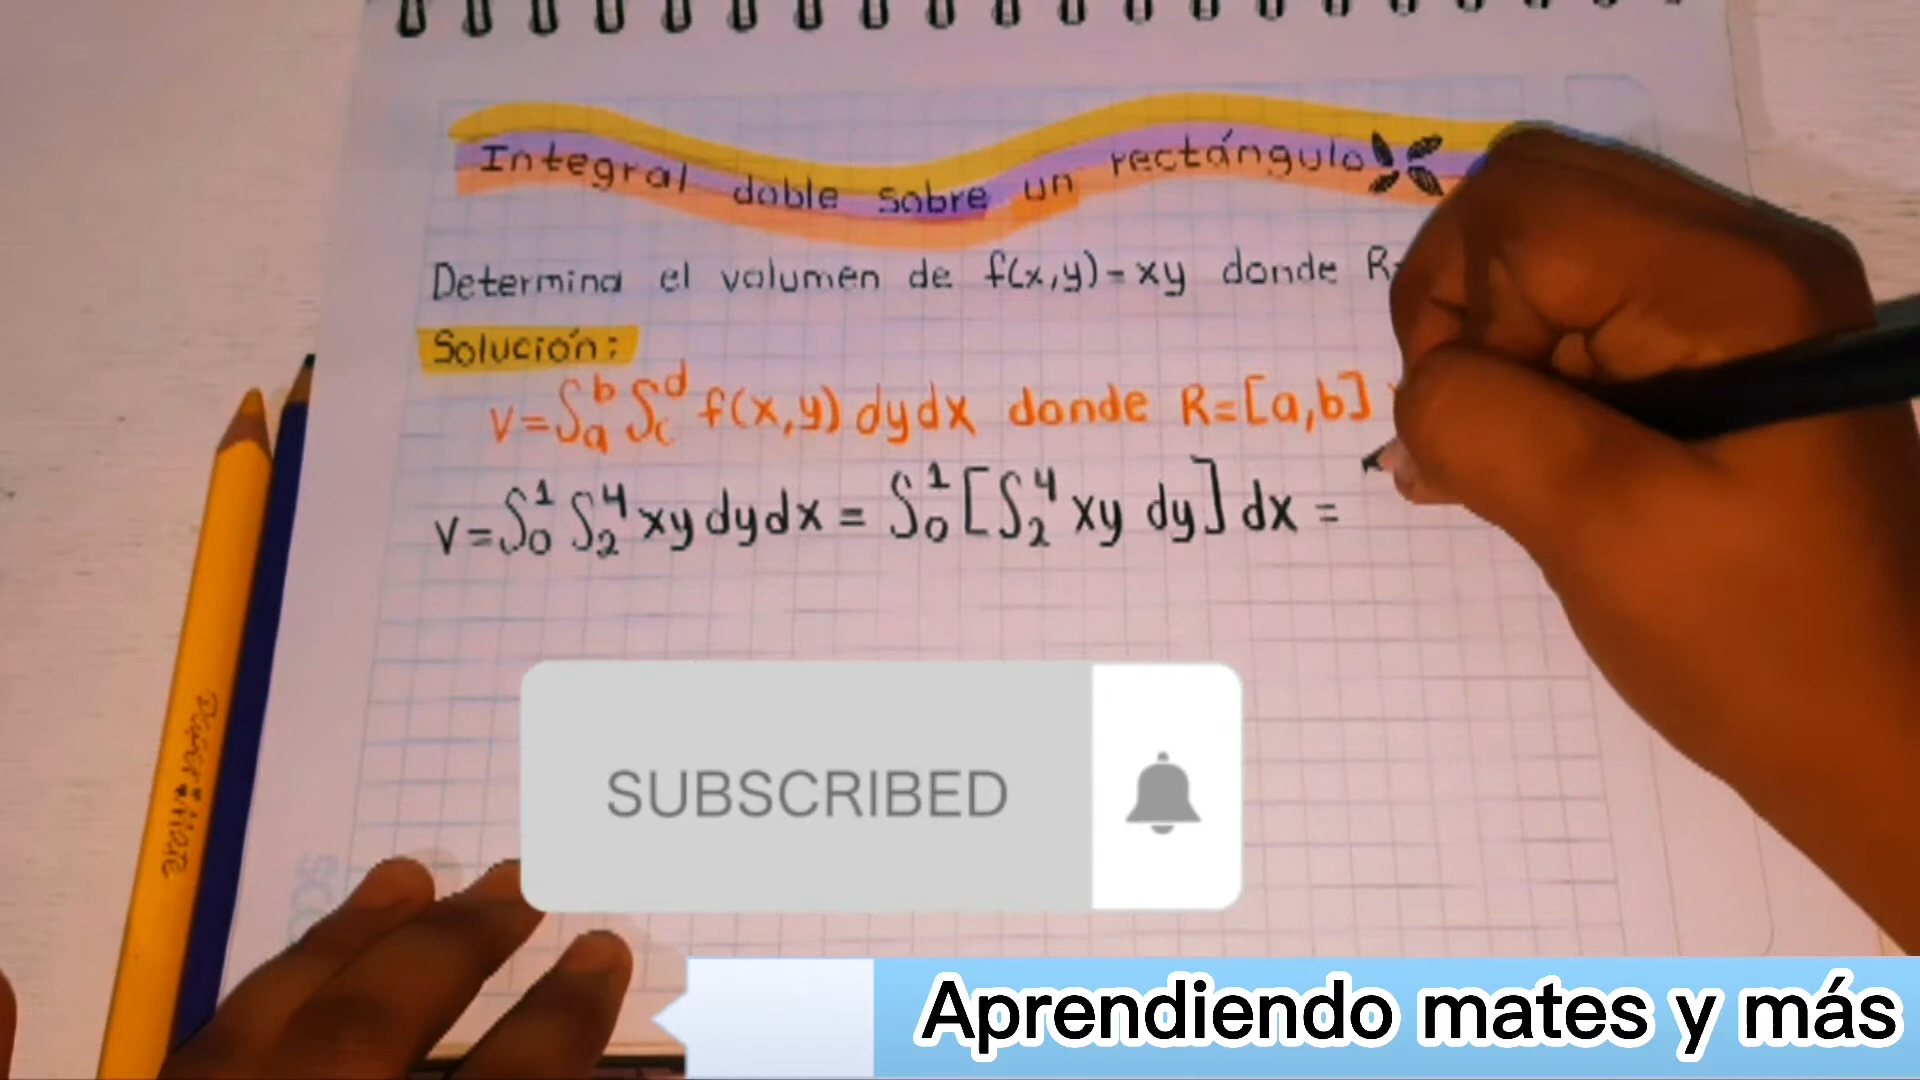 Integral doble sobre un rectángulo
Determina el volumen de f(x,y)=xy donde R=
Solución:
V=∫ₐᵇ∫꜀ᵈ f(x,y) dydx donde R=[a,b]
V=∫₀¹∫₂⁴ xy dydx = ∫₀¹[∫₂⁴ xy dy]dx =
SUBSCRIBED
Aprendiendo mates y más